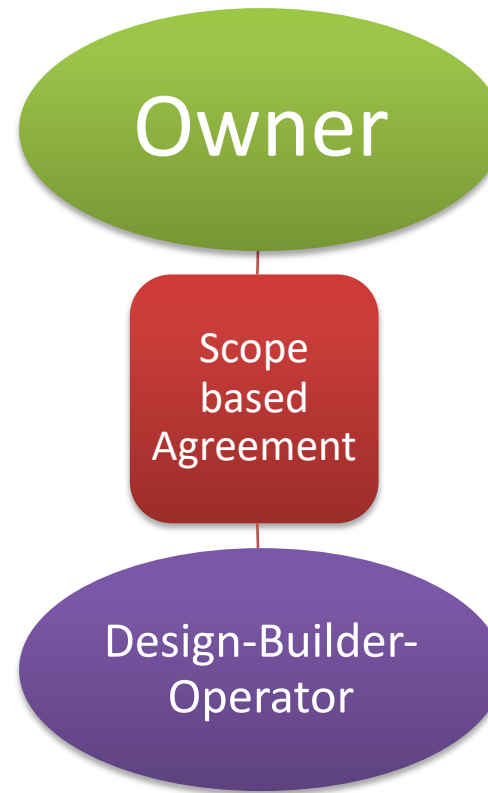 Owner
Scope
based
Agreement
Design-Builder-
Operator